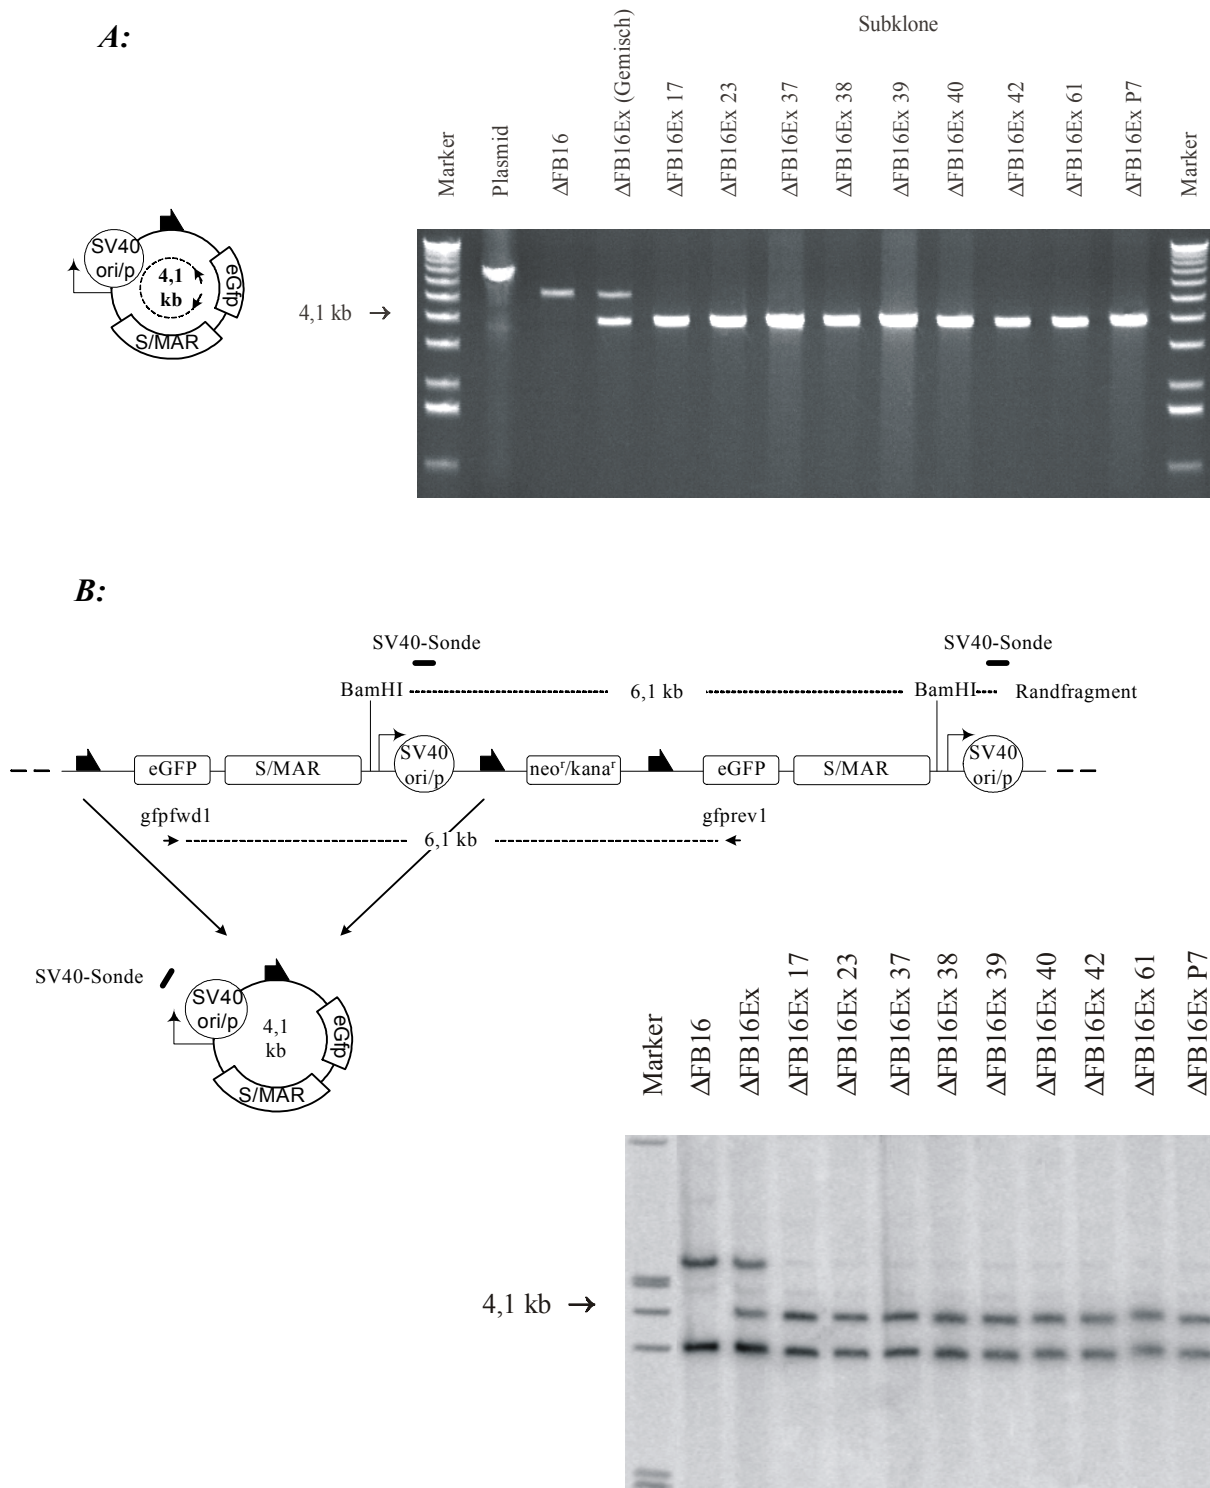 A:
Subklone
Marker
Plasmid
ΔFB16
ΔFB16Ex (Gemisch)
ΔFB16Ex 17
ΔFB16Ex 23
ΔFB16Ex 37
ΔFB16Ex 38
ΔFB16Ex 39
ΔFB16Ex 40
ΔFB16Ex 42
ΔFB16Ex 61
ΔFB16Ex P7
Marker
SV40
ori/p
4,1
kb
eGfp
S/MAR
4,1 kb →
B:
SV40-Sonde
SV40-Sonde
BamHI
6,1 kb
BamHI
Randfragment
eGFP
S/MAR
SV40
ori/p
neoʳ/kanaʳ
eGFP
S/MAR
SV40
ori/p
gfpfwd1
6,1 kb
gfprev1
SV40-Sonde
SV40
ori/p
4,1
kb
eGfp
S/MAR
Marker
ΔFB16
ΔFB16Ex
ΔFB16Ex 17
ΔFB16Ex 23
ΔFB16Ex 37
ΔFB16Ex 38
ΔFB16Ex 39
ΔFB16Ex 40
ΔFB16Ex 42
ΔFB16Ex 61
ΔFB16Ex P7
4,1 kb →